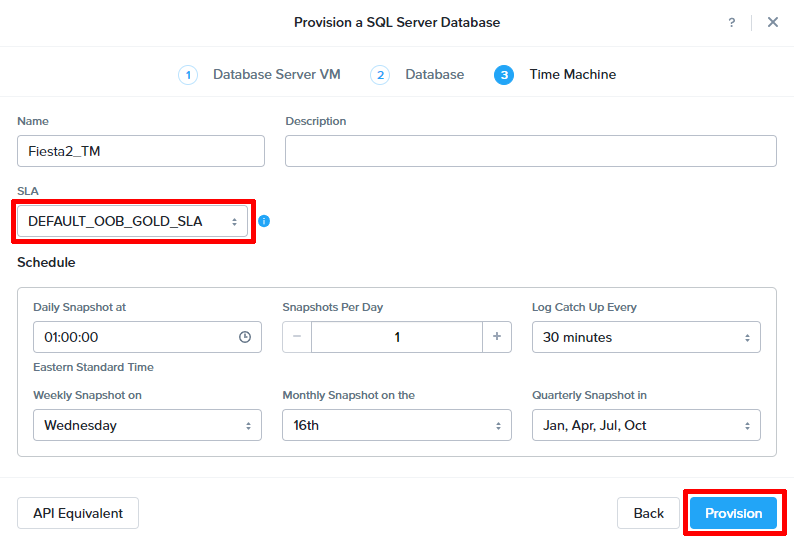 Provision a SQL Server Database
?
1 Database Server VM 2 Database 3 Time Machine
Name Description
Fiesta2_TM
SLA
DEFAULT_OOB_GOLD_SLA
Schedule
Daily Snapshot at Snapshots Per Day Log Catch Up Every
01:00:00 − 1 + 30 minutes
Eastern Standard Time
Weekly Snapshot on Monthly Snapshot on the Quarterly Snapshot in
Wednesday 16th Jan, Apr, Jul, Oct
API Equivalent Back Provision